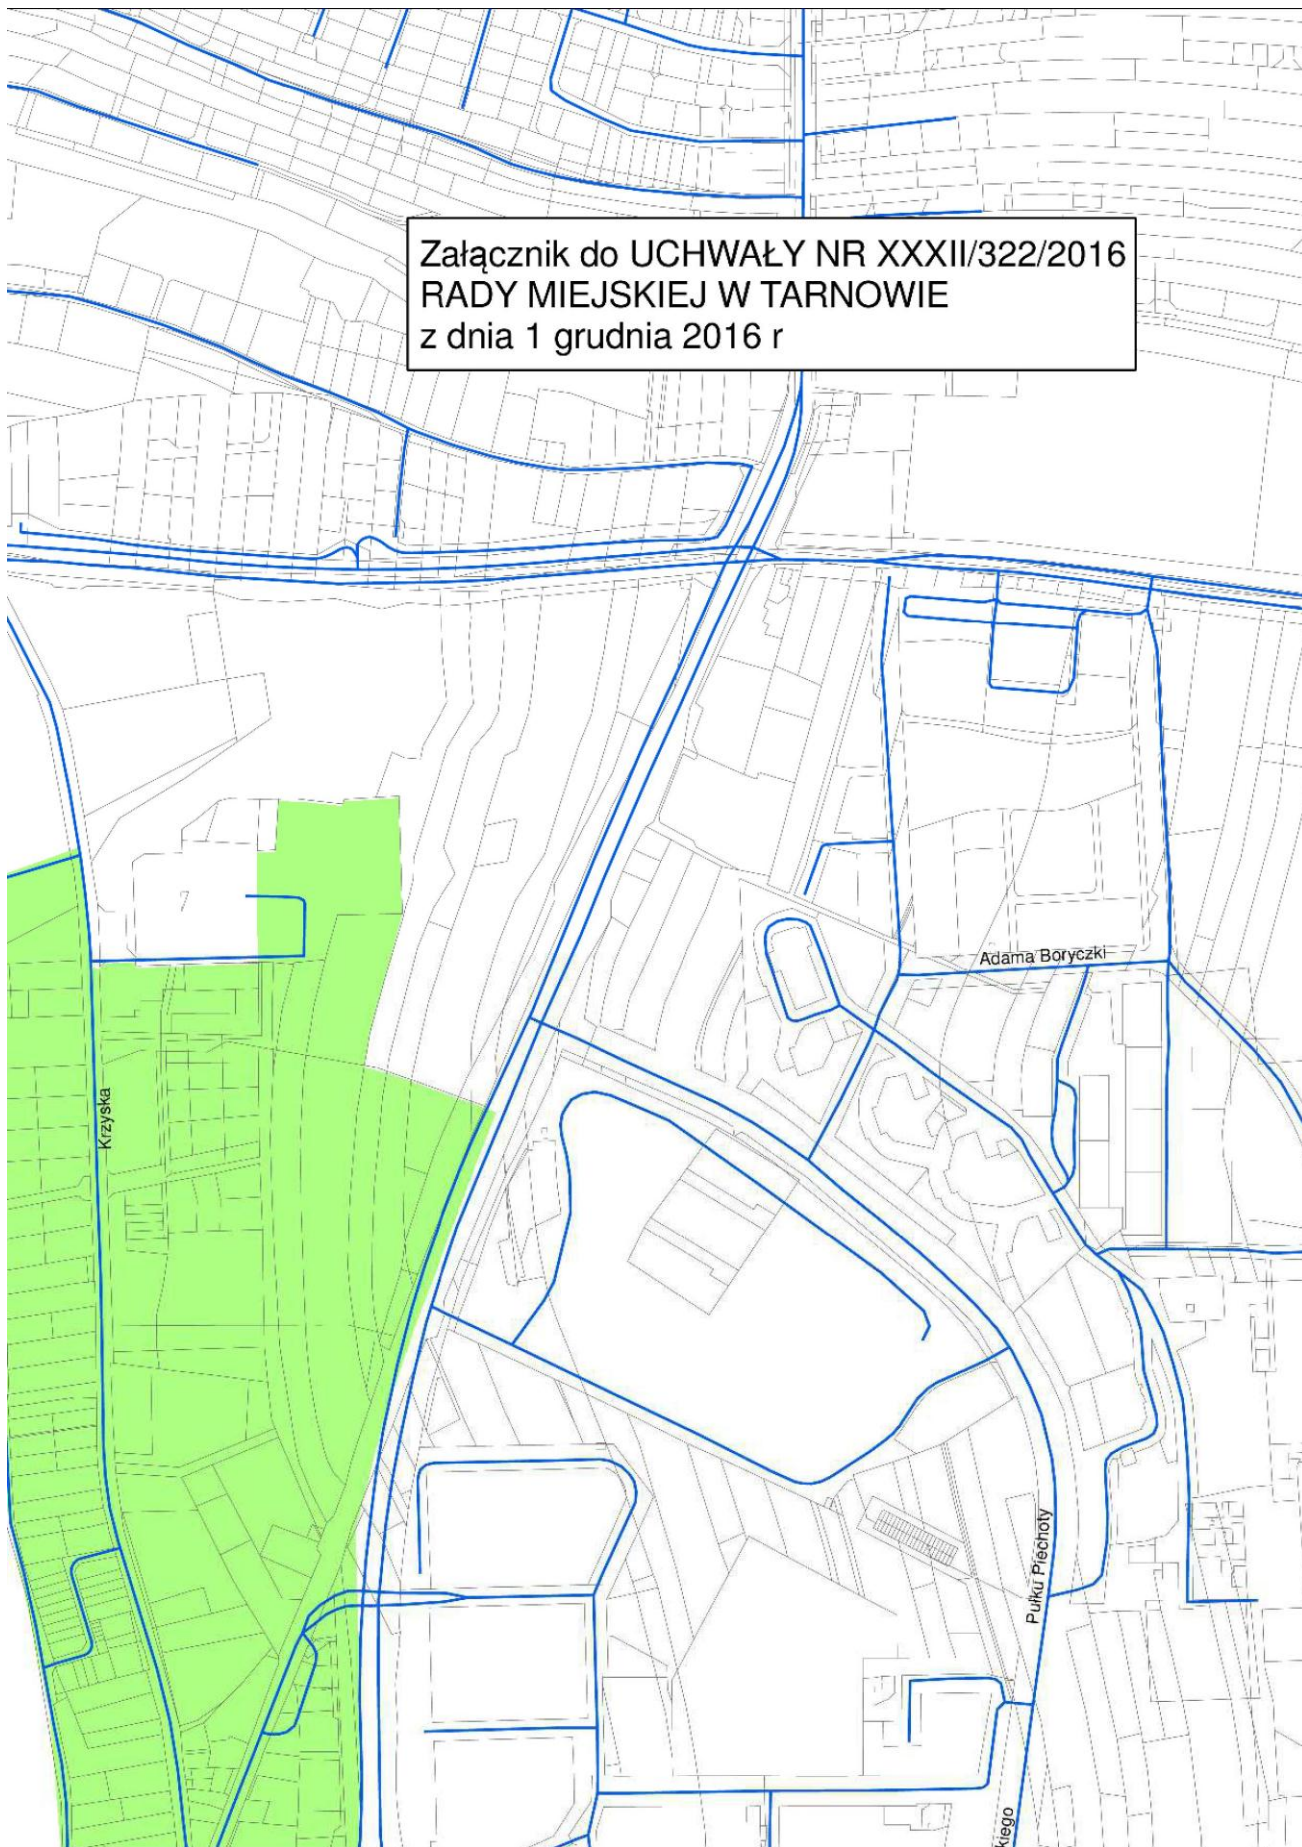 Załącznik do UCHWAŁY NR XXXII/322/2016
RADY MIEJSKIEJ W TARNOWIE
z dnia 1 grudnia 2016 r
Adama Boryczki
Krzyska
Pułku Piechoty
kiego